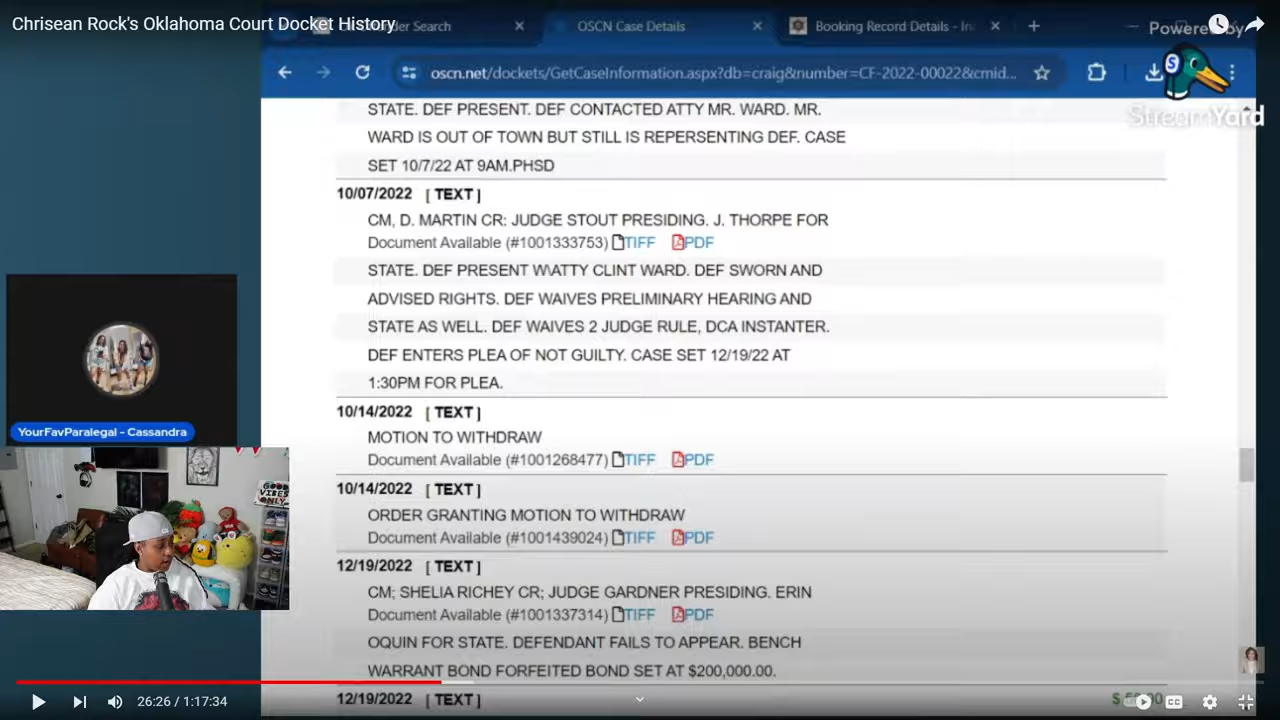 Chrisean Rock's Oklahoma Court Docket History
Search
OSCN Case Details
Booking Record Details - In
Powered by
oscn.net/dockets/GetCaseInformation.aspx?db=craig&number=CF-2022-00022&cmid...
S
StreamYard
STATE. DEF PRESENT. DEF CONTACTED ATTY MR. WARD. MR.
WARD IS OUT OF TOWN BUT STILL IS REPERSENTING DEF. CASE
SET 10/7/22 AT 9AM.PHSD
10/07/2022 [ TEXT ]
CM, D. MARTIN CR: JUDGE STOUT PRESIDING. J. THORPE FOR
Document Available (#1001333753) TIFF PDF
STATE. DEF PRESENT W\ATTY CLINT WARD. DEF SWORN AND
ADVISED RIGHTS. DEF WAIVES PRELIMINARY HEARING AND
STATE AS WELL. DEF WAIVES 2 JUDGE RULE, DCA INSTANTER.
DEF ENTERS PLEA OF NOT GUILTY. CASE SET 12/19/22 AT
1:30PM FOR PLEA.
10/14/2022 [ TEXT ]
MOTION TO WITHDRAW
Document Available (#1001268477) TIFF PDF
10/14/2022 [ TEXT ]
ORDER GRANTING MOTION TO WITHDRAW
Document Available (#1001439024) TIFF PDF
12/19/2022 [ TEXT ]
CM; SHELIA RICHEY CR; JUDGE GARDNER PRESIDING. ERIN
Document Available (#1001337314) TIFF PDF
OQUIN FOR STATE. DEFENDANT FAILS TO APPEAR. BENCH
WARRANT BOND FORFEITED BOND SET AT $200,000.00.
12/19/2022 [ TEXT ]
YourFavParalegal - Cassandra
GOOD
VIBES
ONLY
26:26 / 1:17:34
CC